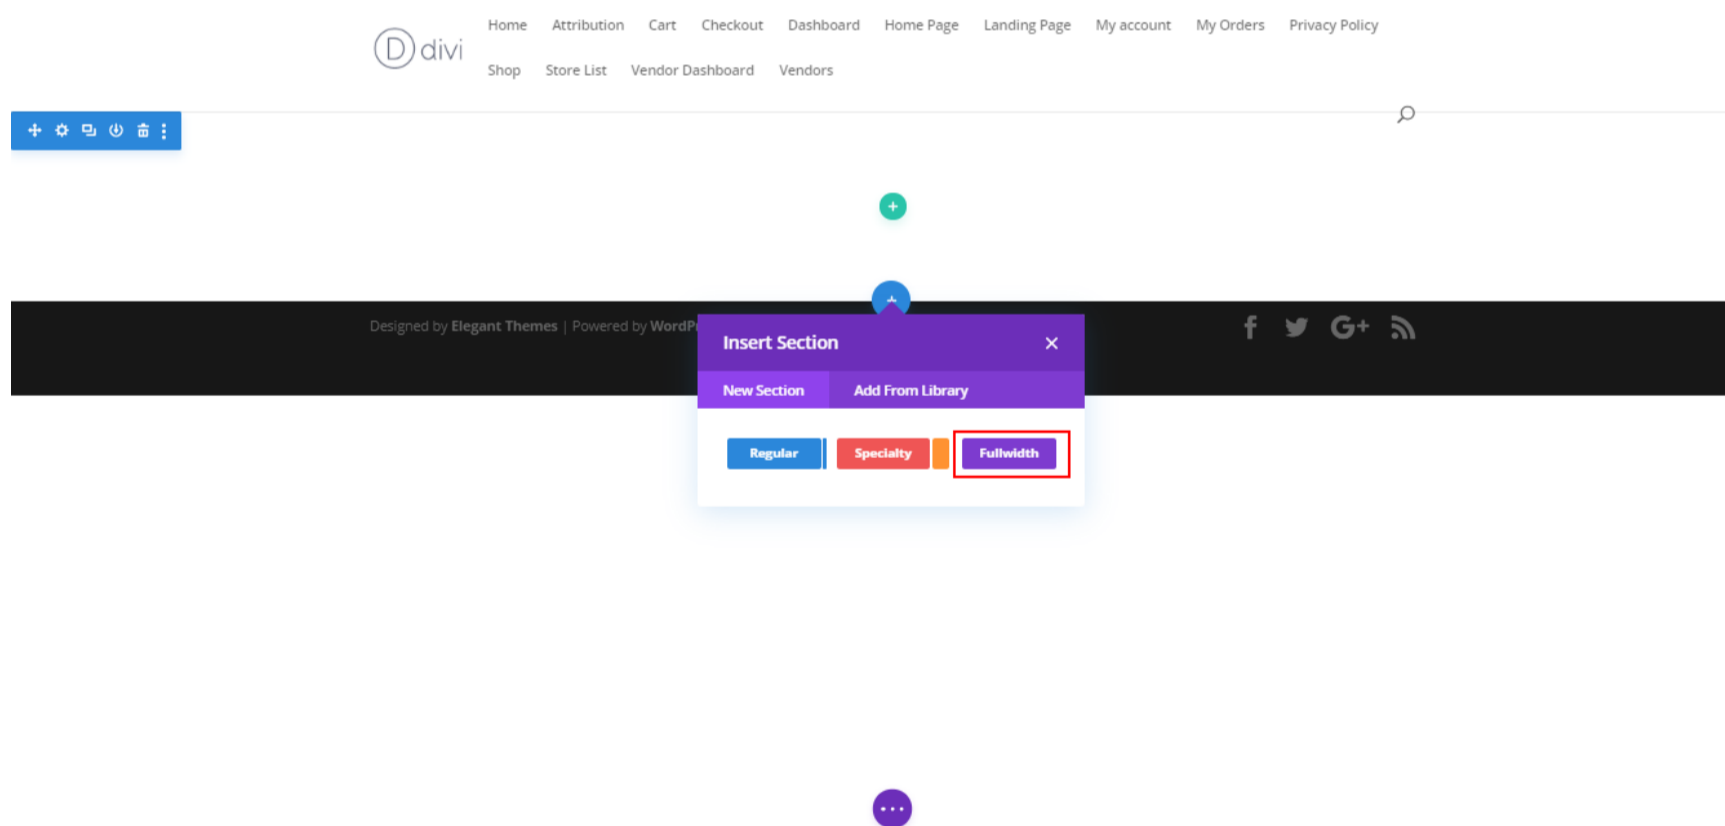 Home Attribution Cart Checkout Dashboard Home Page Landing Page My account My Orders Privacy Policy
D divi
Shop Store List Vendor Dashboard Vendors
Designed by Elegant Themes | Powered by WordPr
f G+
Insert Section ×
New Section Add From Library
Regular Specialty Fullwidth